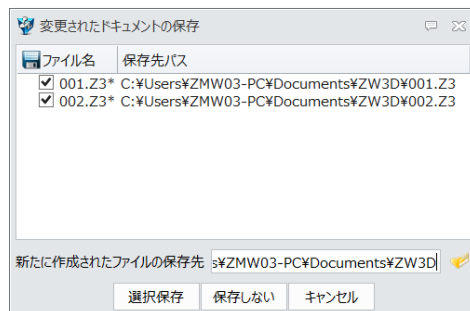 変更されたドキュメントの保存
ファイル名 保存先パス
001.Z3* C:¥Users¥ZMW03-PC¥Documents¥ZW3D¥001.Z3
002.Z3* C:¥Users¥ZMW03-PC¥Documents¥ZW3D¥002.Z3
新たに作成されたファイルの保存先 s¥ZMW03-PC¥Documents¥ZW3D
選択保存 保存しない キャンセル